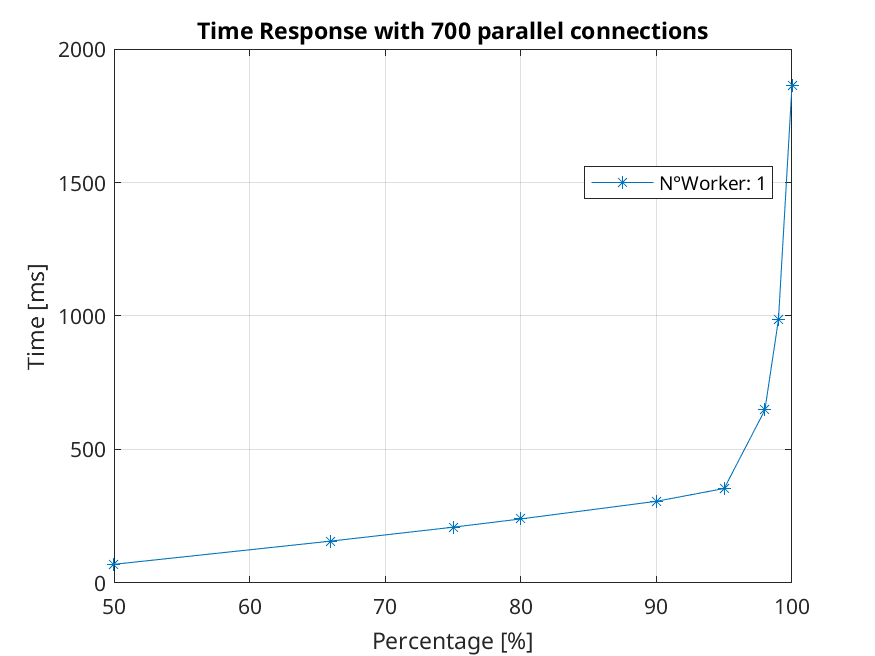 Time Response with 700 parallel connections
2000
1500
1000
500
0
N°Worker: 1
50 60 70 80 90 100
Time [ms]
Percentage [%]